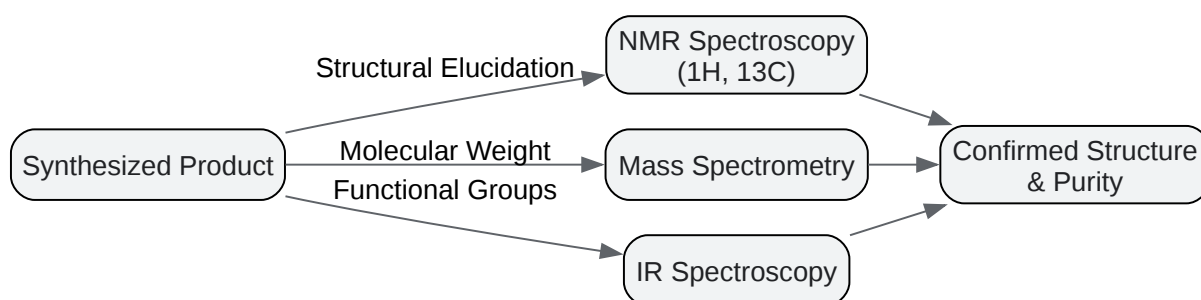 NMR Spectroscopy
(1H, 13C)
Structural Elucidation
Synthesized Product
Molecular Weight
Mass Spectrometry
Confirmed Structure
& Purity
Functional Groups
IR Spectroscopy